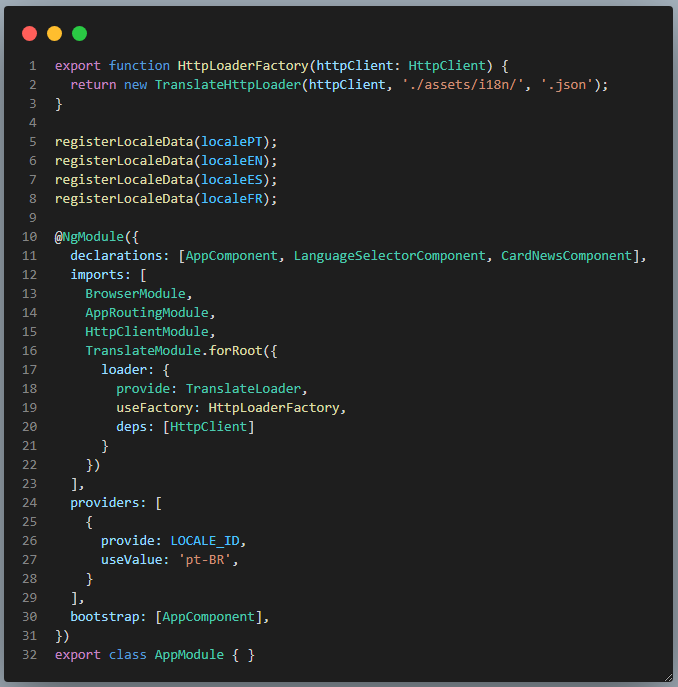 1 export function HttpLoaderFactory(httpClient: HttpClient) {
2   return new TranslateHttpLoader(httpClient, './assets/i18n/', '.json');
3 }
4
5 registerLocaleData(localePT);
6 registerLocaleData(localeEN);
7 registerLocaleData(localeES);
8 registerLocaleData(localeFR);
9
10 @NgModule({
11   declarations: [AppComponent, LanguageSelectorComponent, CardNewsComponent],
12   imports: [
13     BrowserModule,
14     AppRoutingModule,
15     HttpClientModule,
16     TranslateModule.forRoot({
17       loader: {
18         provide: TranslateLoader,
19         useFactory: HttpLoaderFactory,
20         deps: [HttpClient]
21       }
22     })
23   ],
24   providers: [
25     {
26       provide: LOCALE_ID,
27       useValue: 'pt-BR',
28     }
29   ],
30   bootstrap: [AppComponent],
31 })
32 export class AppModule { }